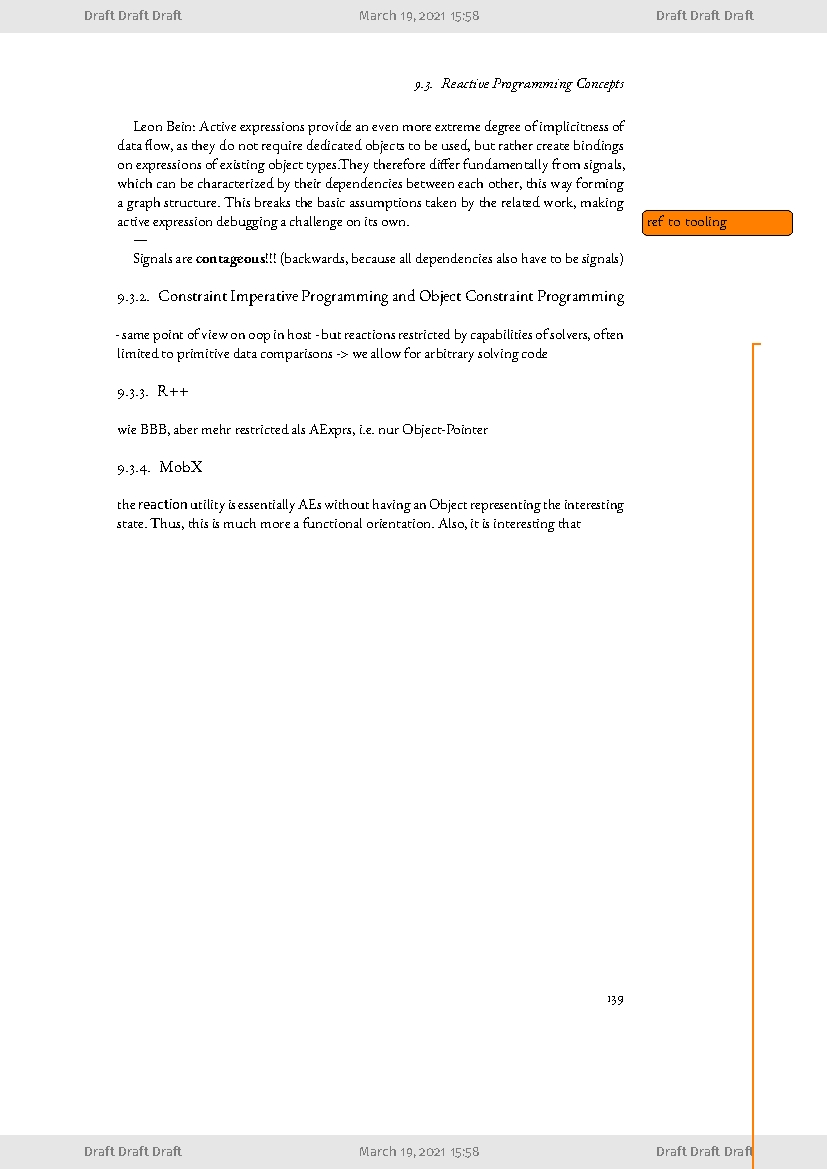 Draft Draft Draft March 19, 2021 15:58 Draft Draft Draft
9.3. Reactive Programming Concepts
Leon Bein: Active expressions provide an even more extreme degree of implicitness of
data flow, as they do not require dedicated objects to be used, but rather create bindings
on expressions of existing object types.They therefore differ fundamentally from signals,
which can be characterized by their dependencies between each other, this way forming
a graph structure. This breaks the basic assumptions taken by the related work, making
active expression debugging a challenge on its own.
ref to tooling
—
Signals are contageous!!! (backwards, because all dependencies also have to be signals)
9.3.2. Constraint Imperative Programming and Object Constraint Programming
- same point of view on oop in host - but reactions restricted by capabilities of solvers, often
limited to primitive data comparisons -> we allow for arbitrary solving code
9.3.3. R++
wie BBB, aber mehr restricted als AExprs, i.e. nur Object-Pointer
9.3.4. MobX
the reaction utility is essentially AEs without having an Object representing the interesting
state. Thus, this is much more a functional orientation. Also, it is interesting that
139
Draft Draft Draft March 19, 2021 15:58 Draft Draft Draft